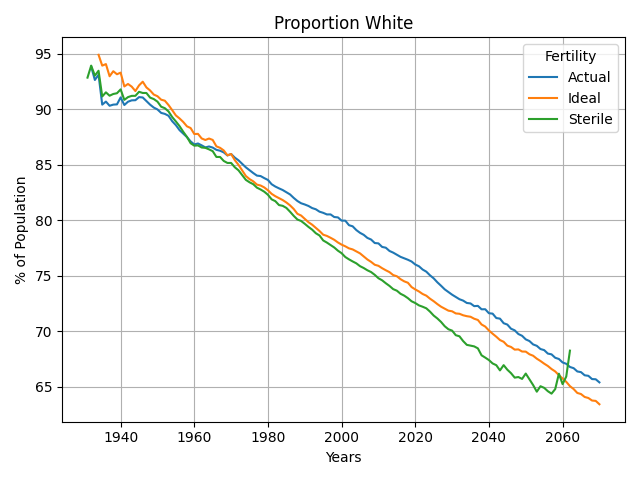 Proportion White
% of Population
95
90
85
80
75
70
65
Fertility
Actual
Ideal
Sterile
1940
1960
1980
2000
2020
2040
2060
Years